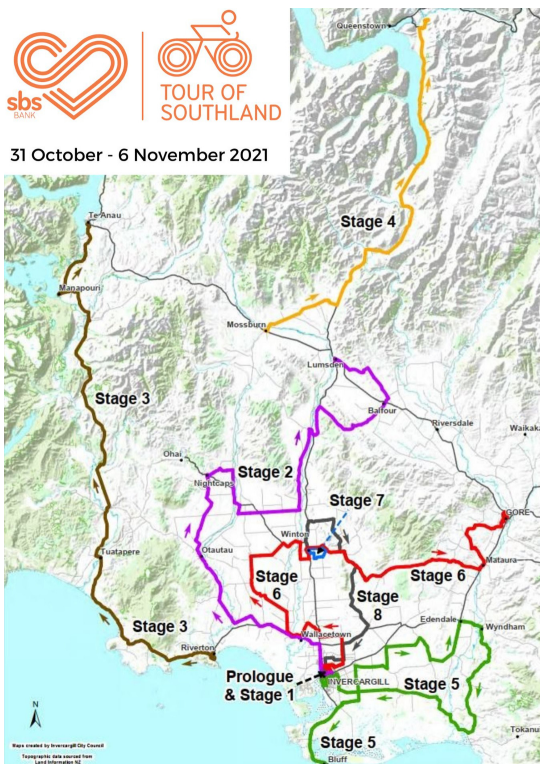 sbs
BANK
TOUR OF
SOUTHLAND
31 October - 6 November 2021
Queenstown
Stage 4
Te Anau
Manapouri
Mossburn
Lumsden
Stage 3
Balfour
Riversdale
Waikak
Ohai
Stage 2
Nightcaps
Stage 7
GORE
Winton
Otautau
Tuatapere
Mataura
Stage
6
Stage 6
Stage
8
Edendale
Wyndham
Stage 3
Wallacetown
Riverton
Prologue
& Stage 1
INVERCARGILL
Stage 5
N
Tokanu
Stage 5
Maps created by Invercargill City Council
Topographic data sourced from
Land Information NZ
Bluff